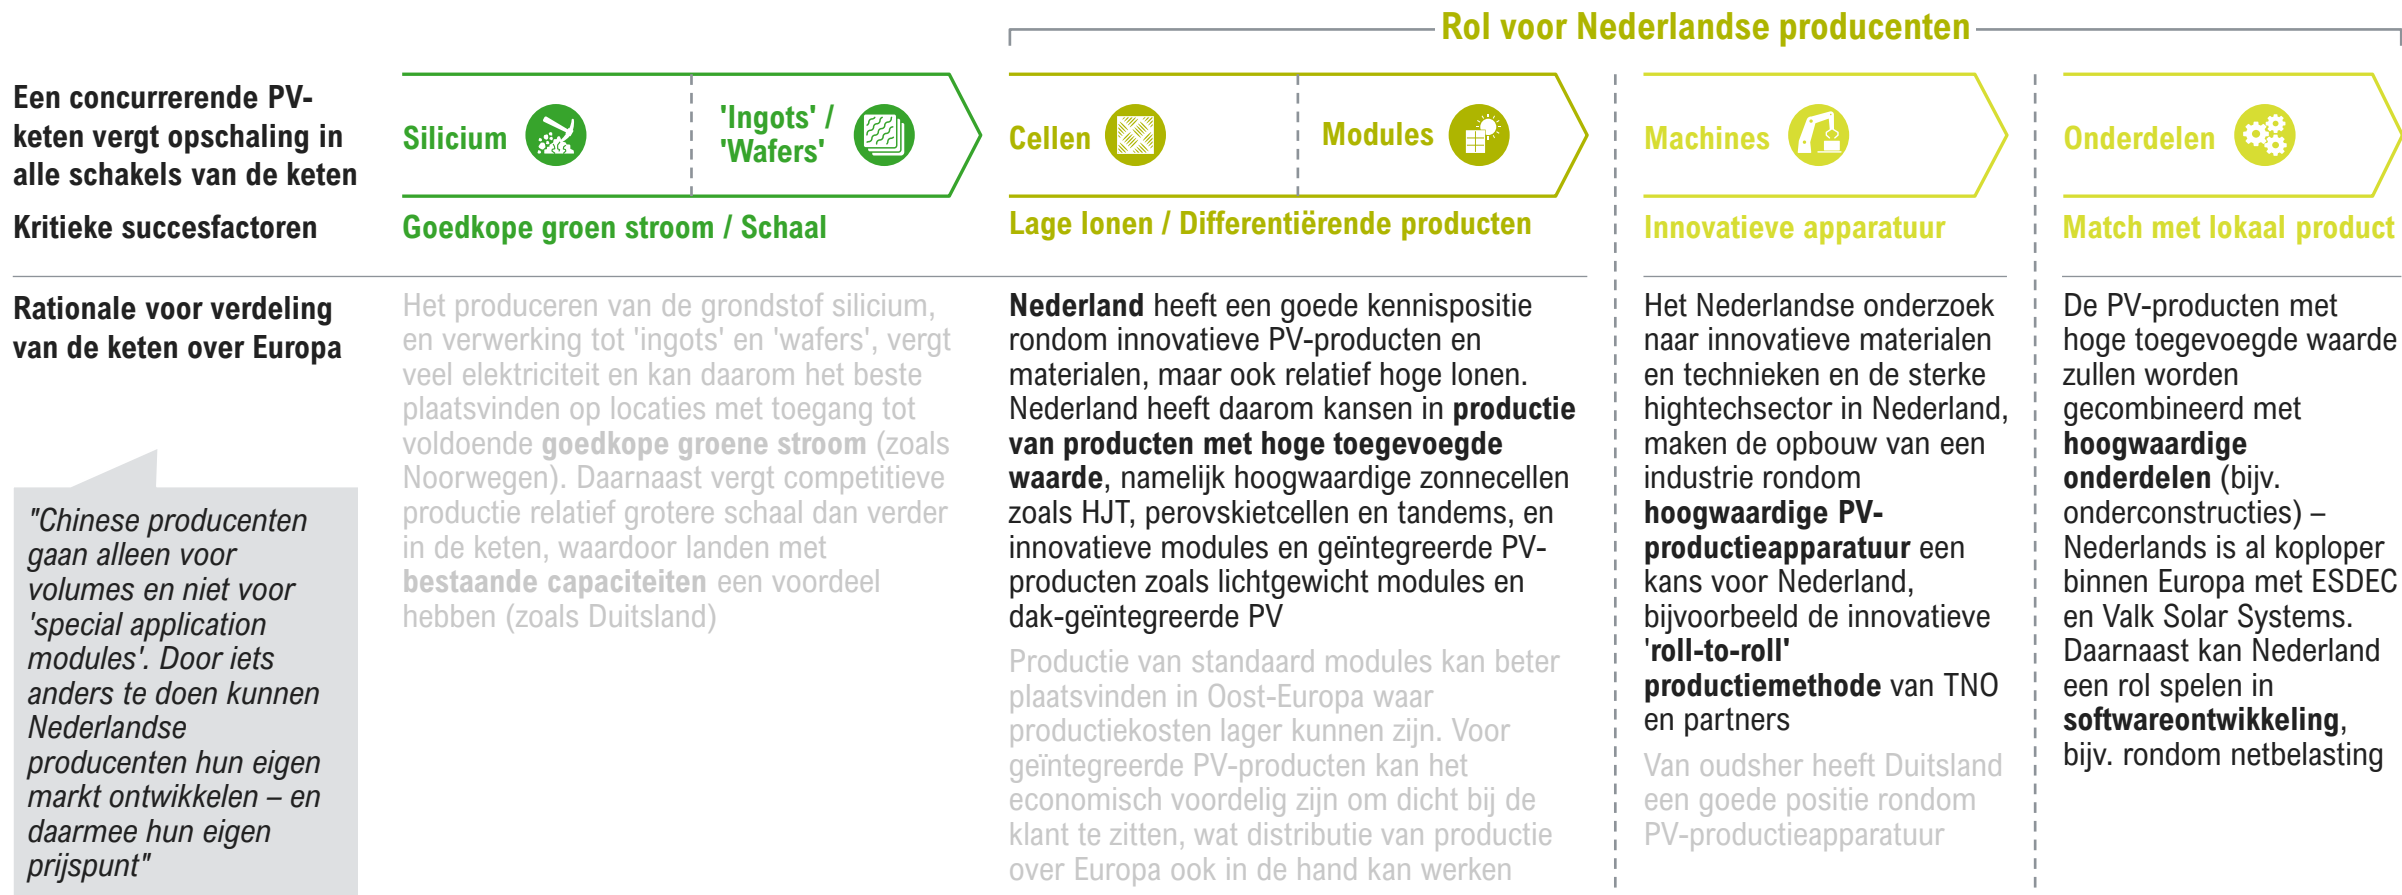 Rol voor Nederlandse producenten
Een concurrerende PV-
keten vergt opschaling in
alle schakels van de keten
Silicium
'Ingots' /
'Wafers'
Cellen
Modules
Machines
Onderdelen
Kritieke succesfactoren
Goedkope groen stroom / Schaal
Lage lonen / Differentiërende producten
Innovatieve apparatuur
Match met lokaal product
Rationale voor verdeling
van de keten over Europa
"Chinese producenten
gaan alleen voor
volumes en niet voor
'special application
modules'. Door iets
anders te doen kunnen
Nederlandse
producenten hun eigen
markt ontwikkelen – en
daarmee hun eigen
prijspunt"
Het produceren van de grondstof silicium,
en verwerking tot 'ingots' en 'wafers', vergt
veel elektriciteit en kan daarom het beste
plaatsvinden op locaties met toegang tot
voldoende goedkope groene stroom (zoals
Noorwegen). Daarnaast vergt competitieve
productie relatief grotere schaal dan verder
in de keten, waardoor landen met
bestaande capaciteiten een voordeel
hebben (zoals Duitsland)
Nederland heeft een goede kennispositie
rondom innovatieve PV-producten en
materialen, maar ook relatief hoge lonen.
Nederland heeft daarom kansen in productie
van producten met hoge toegevoegde
waarde, namelijk hoogwaardige zonnecellen
zoals HJT, perovskietcellen en tandems, en
innovatieve modules en geïntegreerde PV-
producten zoals lichtgewicht modules en
dak-geïntegreerde PV
Productie van standaard modules kan beter
plaatsvinden in Oost-Europa waar
productiekosten lager kunnen zijn. Voor
geïntegreerde PV-producten kan het
economisch voordelig zijn om dicht bij de
klant te zitten, wat distributie van productie
over Europa ook in de hand kan werken
Het Nederlandse onderzoek
naar innovatieve materialen
en technieken en de sterke
hightechsector in Nederland,
maken de opbouw van een
industrie rondom
hoogwaardige PV-
productieapparatuur een
kans voor Nederland,
bijvoorbeeld de innovatieve
'roll-to-roll'
productiemethode van TNO
en partners
Van oudsher heeft Duitsland
een goede positie rondom
PV-productieapparatuur
De PV-producten met
hoge toegevoegde waarde
zullen worden
gecombineerd met
hoogwaardige
onderdelen (bijv.
onderconstructies) –
Nederlands is al koploper
binnen Europa met ESDEC
en Valk Solar Systems.
Daarnaast kan Nederland
een rol spelen in
softwareontwikkeling,
bijv. rondom netbelasting